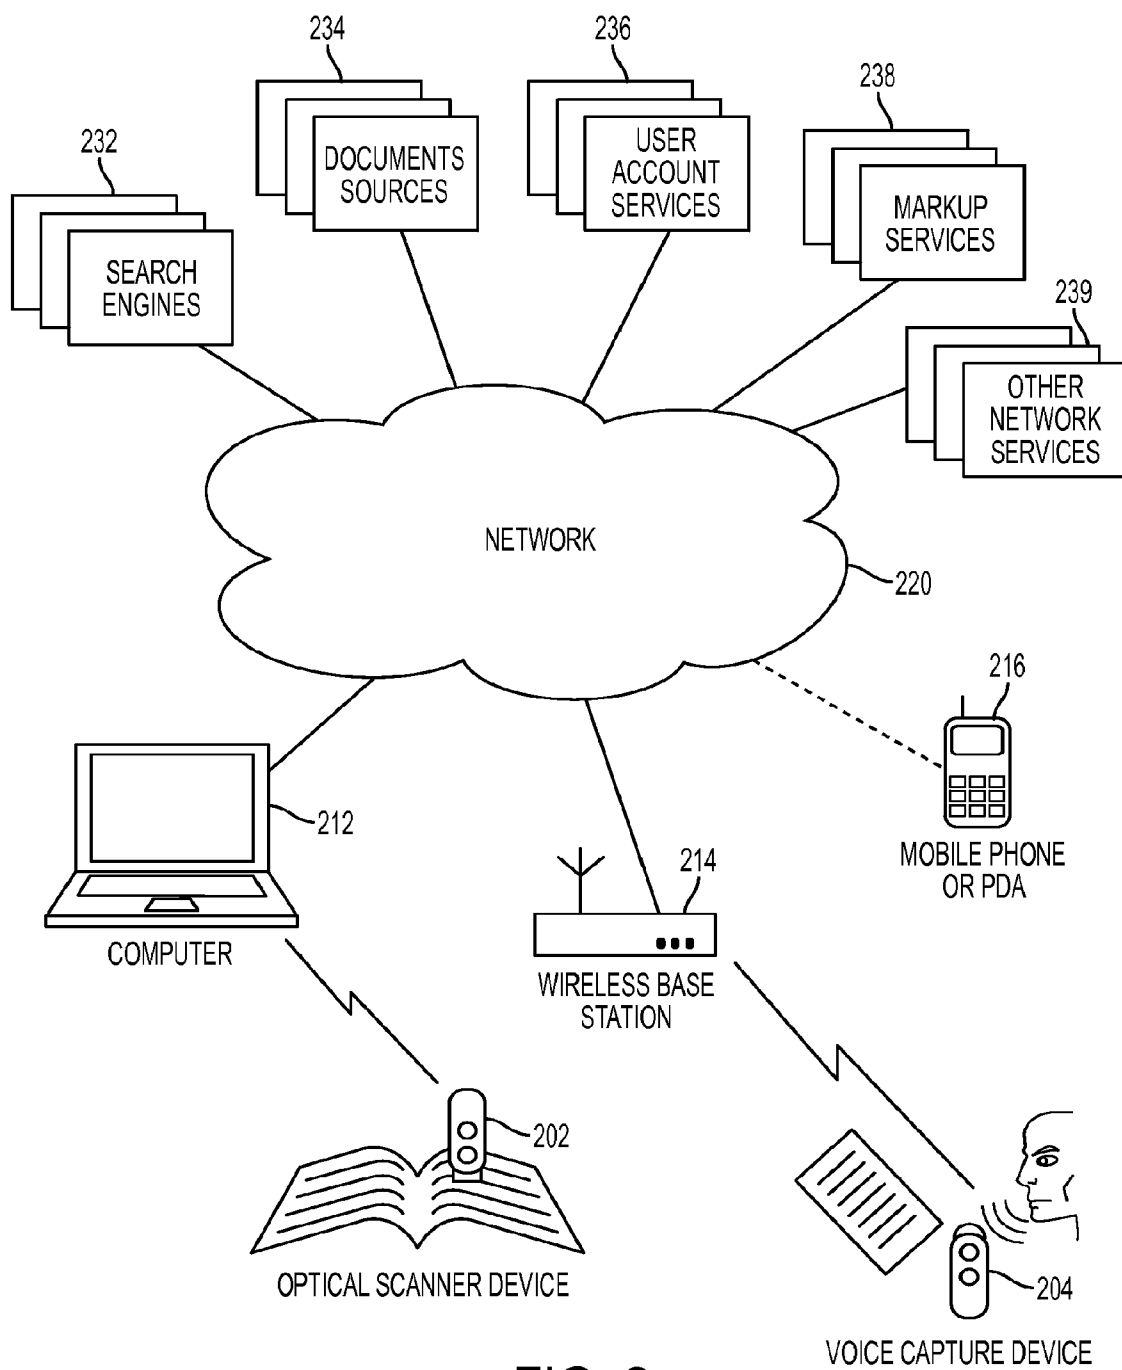 234
236
238
232
DOCUMENTS
SOURCES
USER
ACCOUNT
SERVICES
MARKUP
SERVICES
SEARCH
ENGINES
239
OTHER
NETWORK
SERVICES
NETWORK
220
216
212
MOBILE PHONE
OR PDA
214
COMPUTER
WIRELESS BASE
STATION
202
OPTICAL SCANNER DEVICE
204
VOICE CAPTURE DEVICE